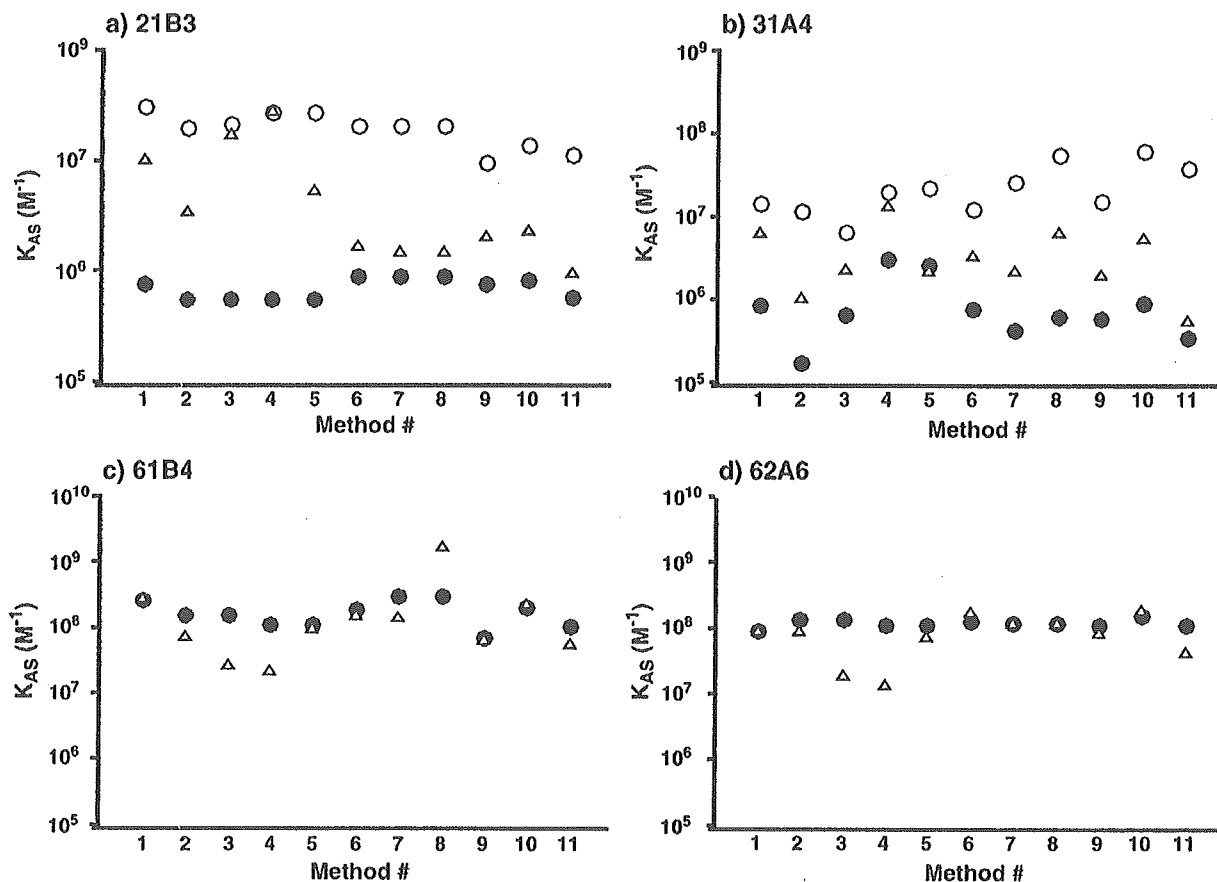 a) 21B3
10⁹
10⁷
10⁶
10⁵
K_AS (M⁻¹)
1 2 3 4 5 6 7 8 9 10 11
Method #
b) 31A4
10⁹
10⁸
10⁷
10⁶
10⁵
K_AS (M⁻¹)
1 2 3 4 5 6 7 8 9 10 11
Method #
c) 61B4
10¹⁰
10⁹
10⁸
10⁷
10⁶
10⁵
K_AS (M⁻¹)
1 2 3 4 5 6 7 8 9 10 11
Method #
d) 62A6
10¹⁰
10⁹
10⁸
10⁷
10⁶
10⁵
K_AS (M⁻¹)
1 2 3 4 5 6 7 8 9 10 11
Method #